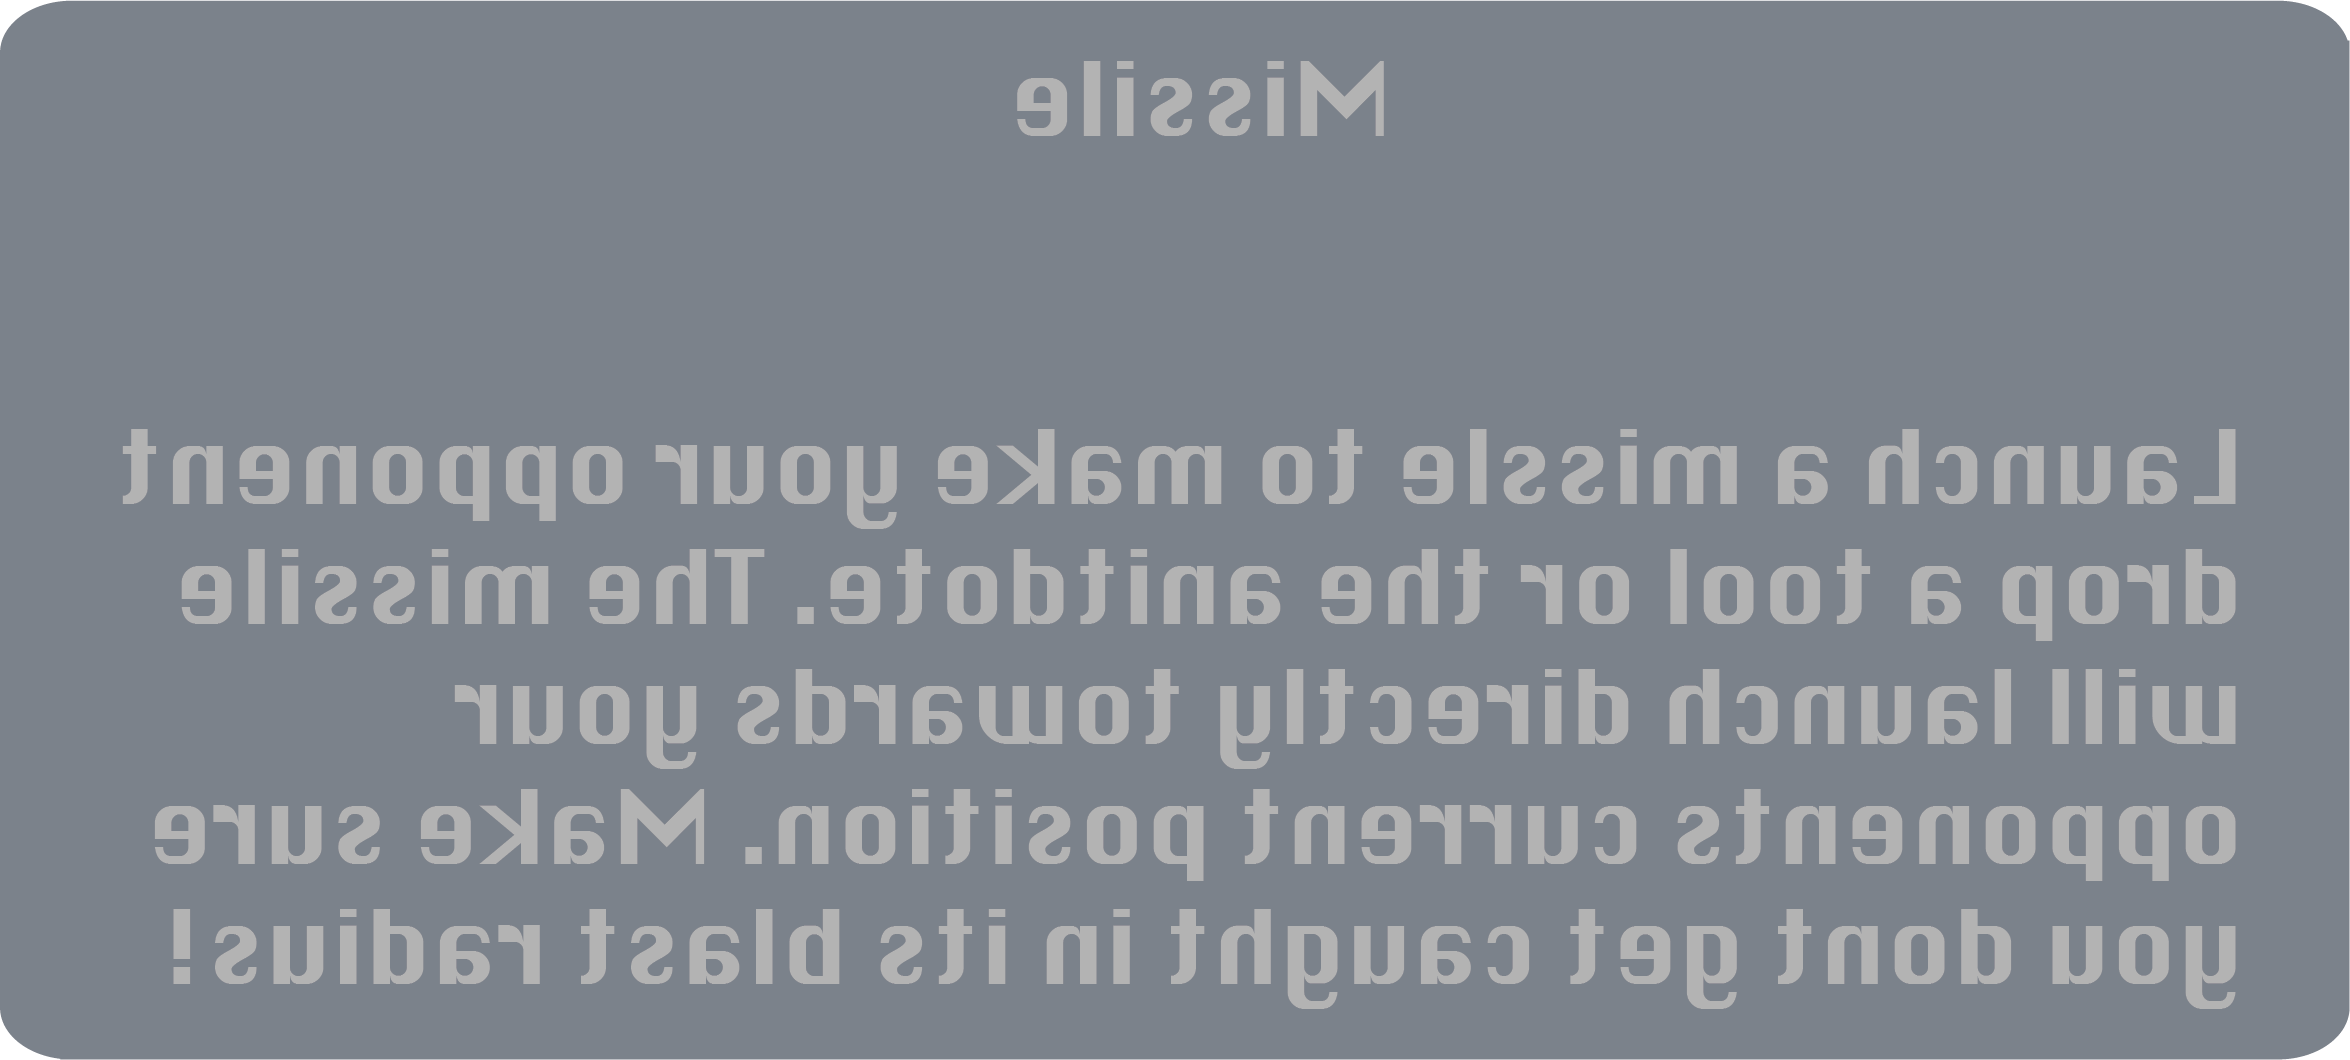 Missile
Launch a missle to make your opponent
drop a tool or the anitdote. The missile
will launch directly towards your
opponents current position. Make sure
you dont get caught in its blast radius!